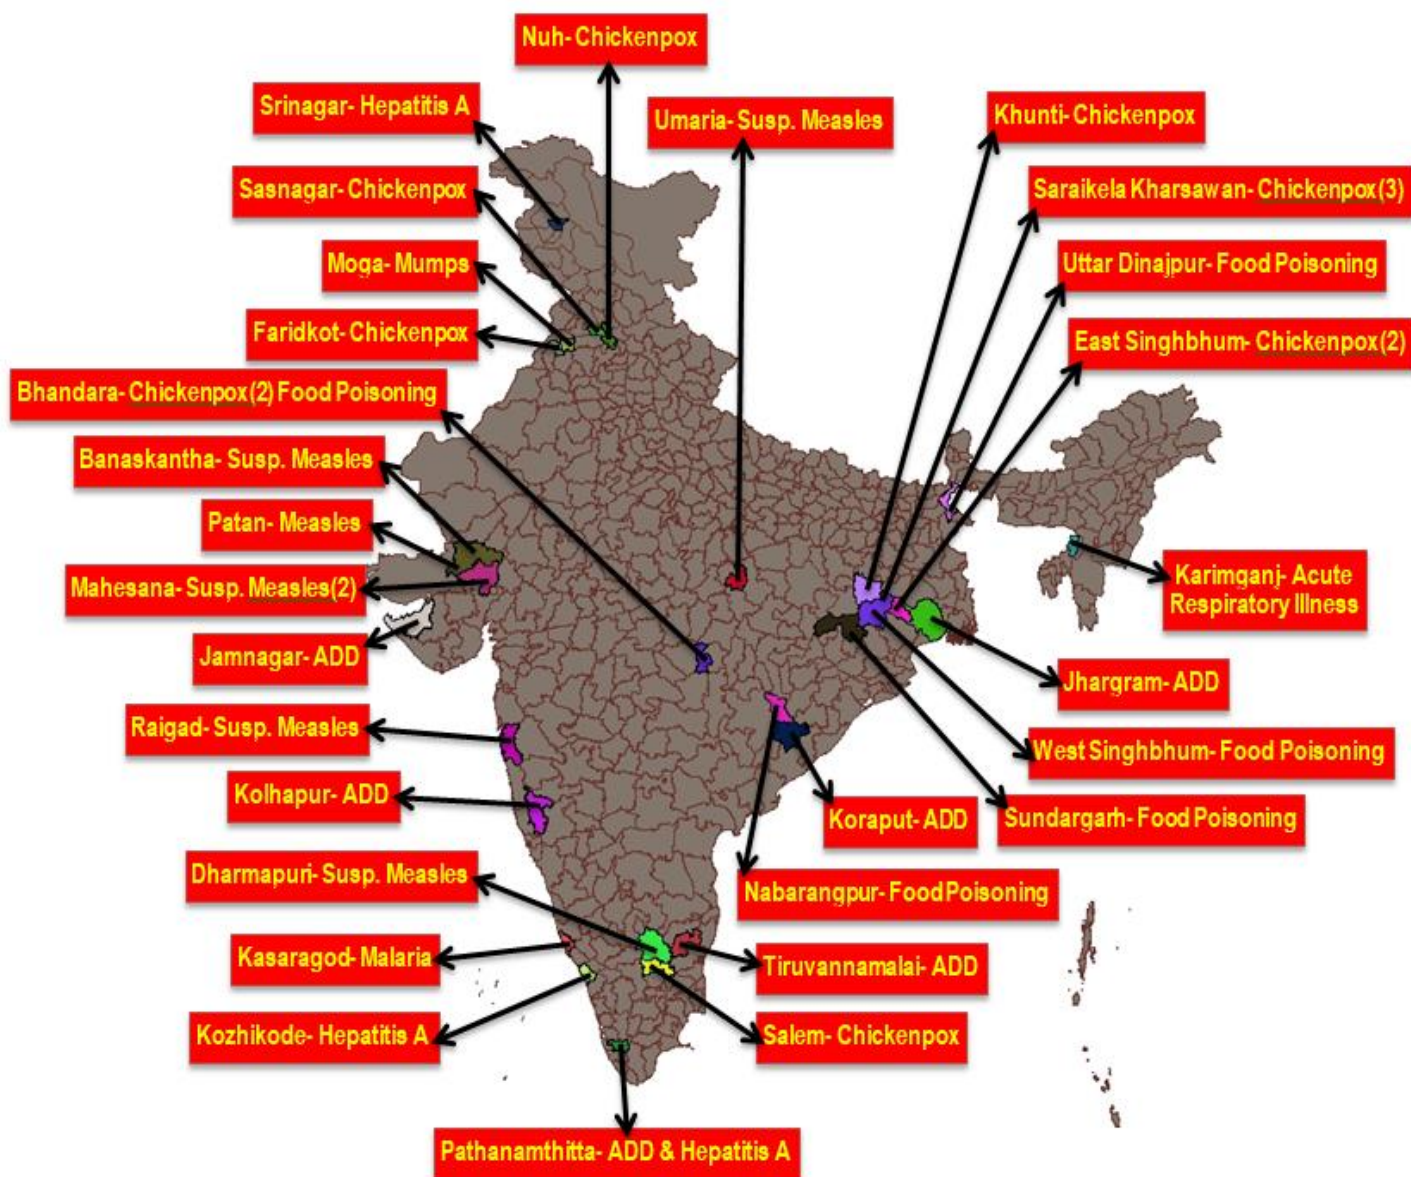 Nuh- Chickenpox
Srinagar- Hepatitis A
Umaria- Susp. Measles
Khunti- Chickenpox
Sasnagar- Chickenpox
Saraikela Kharsawan- Chickenpox(3)
Moga- Mumps
Uttar Dinajpur- Food Poisoning
Faridkot- Chickenpox
East Singhbhum- Chickenpox(2)
Bhandara- Chickenpox(2) Food Poisoning
Banaskantha- Susp. Measles
Patan- Measles
Mahesana- Susp. Measles(2)
Karimganj- Acute
Respiratory Illness
Jamnagar- ADD
Jhargram- ADD
Raigad- Susp. Measles
West Singhbhum- Food Poisoning
Kolhapur- ADD
Koraput- ADD
Sundargarh- Food Poisoning
Dharmapuri- Susp. Measles
Nabarangpur- Food Poisoning
Kasaragod- Malaria
Tiruvannamalai- ADD
Kozhikode- Hepatitis A
Salem- Chickenpox
Pathanamthitta- ADD & Hepatitis A